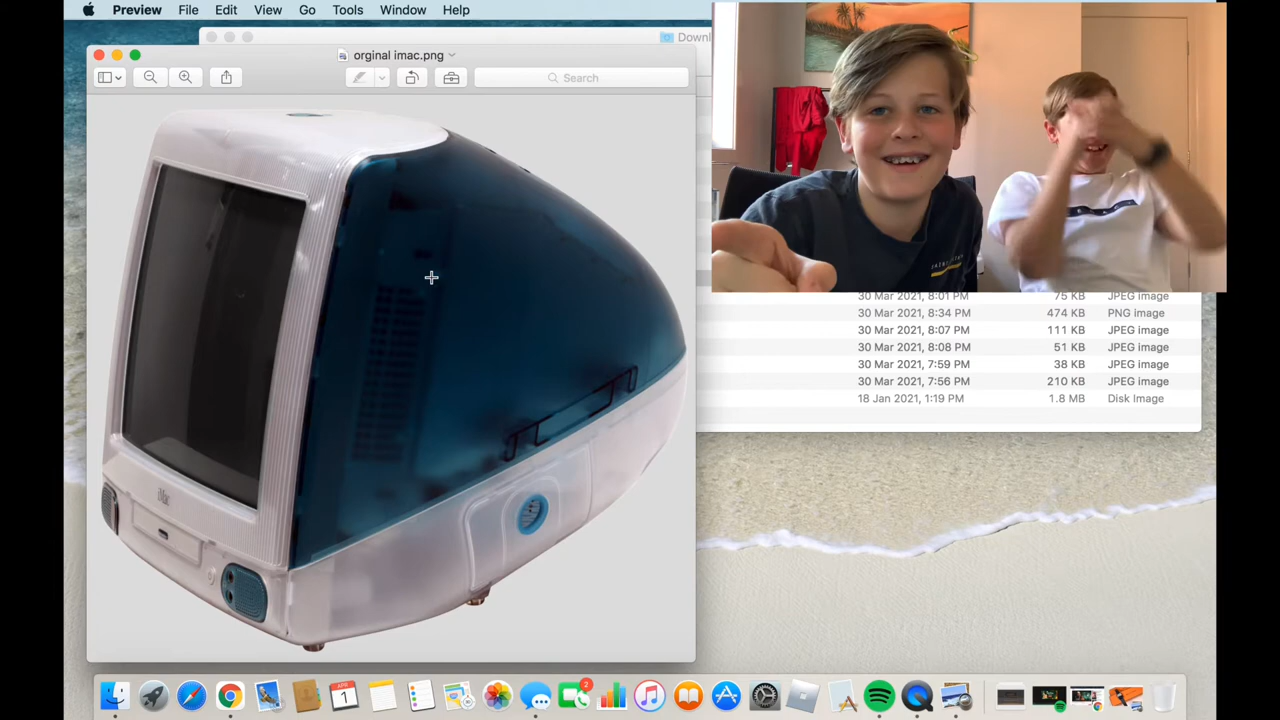 Preview File Edit View Go Tools Window Help
Downl
orginal imac.png
Search
iMac
30 Mar 2021, 8:01 PM 75 KB JPEG image
30 Mar 2021, 8:34 PM 474 KB PNG image
30 Mar 2021, 8:07 PM 111 KB JPEG image
30 Mar 2021, 8:08 PM 51 KB JPEG image
30 Mar 2021, 7:59 PM 38 KB JPEG image
30 Mar 2021, 7:56 PM 210 KB JPEG image
18 Jan 2021, 1:19 PM 1.8 MB Disk Image
APR
1
2